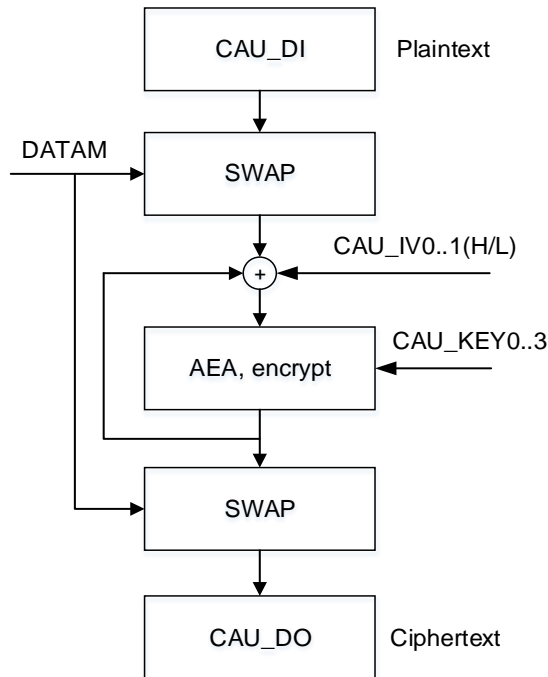 CAU_DI
Plaintext
DATAM
SWAP
CAU_IV0..1(H/L)
+
CAU_KEY0..3
AEA, encrypt
SWAP
CAU_DO
Ciphertext